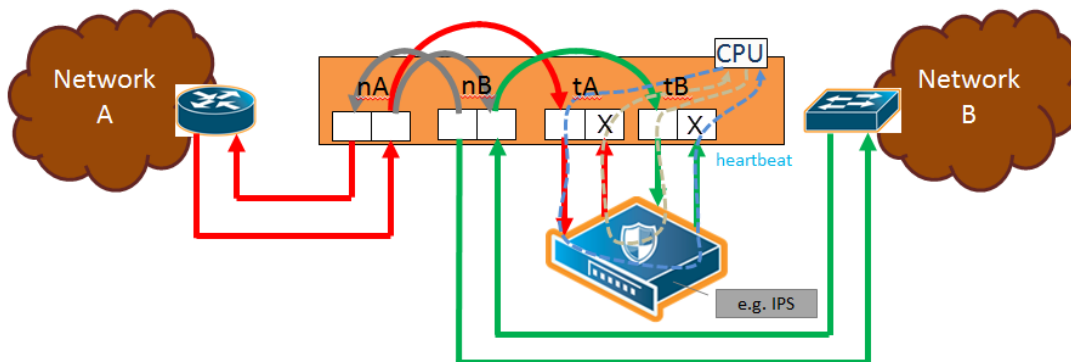 CPU
Network
A
nA
nB
tA
tB
Network
B
X
X
heartbeat
e.g. IPS